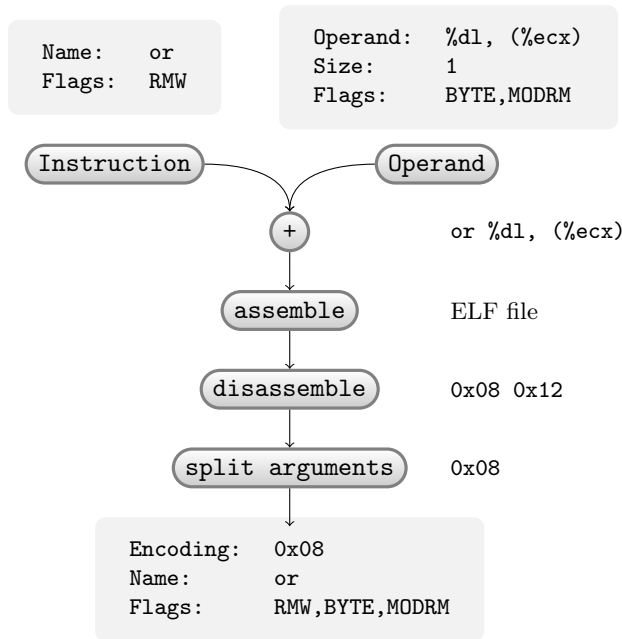 Name: or
Flags: RMW
Operand: %dl, (%ecx)
Size: 1
Flags: BYTE,MODRM
Instruction
Operand
+
or %dl, (%ecx)
assemble
ELF file
disassemble
0x08 0x12
split arguments
0x08
Encoding: 0x08
Name: or
Flags: RMW,BYTE,MODRM